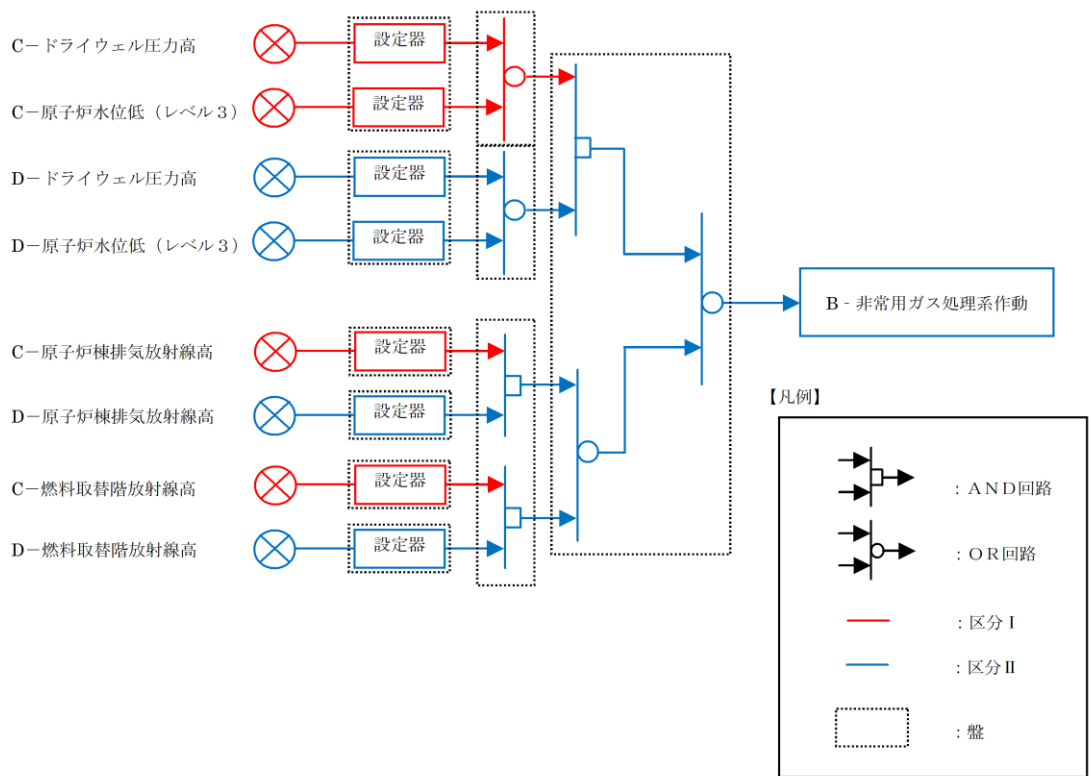 C－ドライウェル圧力高
設定器
C－原子炉水位低（レベル３）
設定器
D－ドライウェル圧力高
設定器
D－原子炉水位低（レベル３）
設定器
B‐非常用ガス処理系作動
C－原子炉棟排気放射線高
設定器
D－原子炉棟排気放射線高
設定器
C－燃料取替階放射線高
設定器
D－燃料取替階放射線高
設定器
【凡例】
：ＡＮＤ回路
：ＯＲ回路
：区分Ⅰ
：区分Ⅱ
：盤